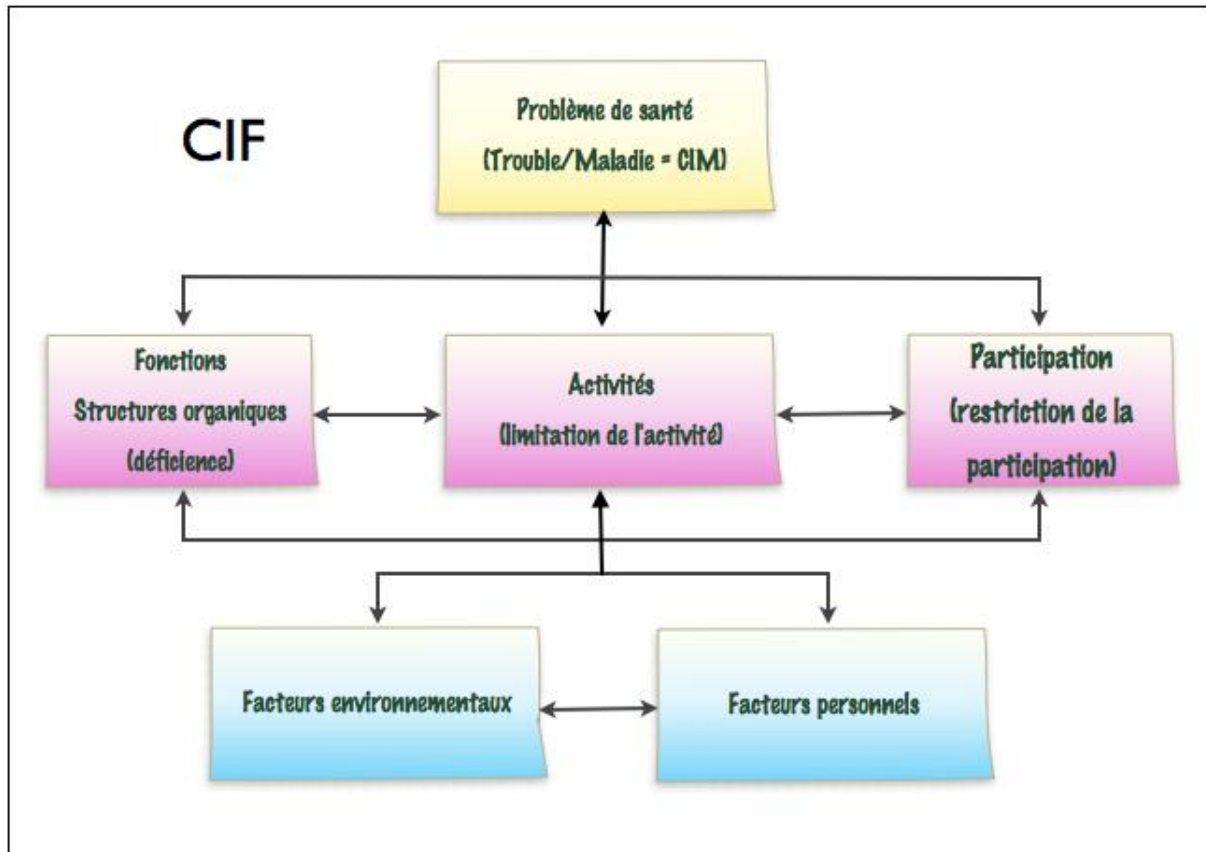 CIF
Problème de santé
(Trouble/Maladie = CIM)
Fonctions
Structures organiques
(déficience)
Activités
(limitation de l'activité)
Participation
(restriction de la
participation)
Facteurs environnementaux
Facteurs personnels